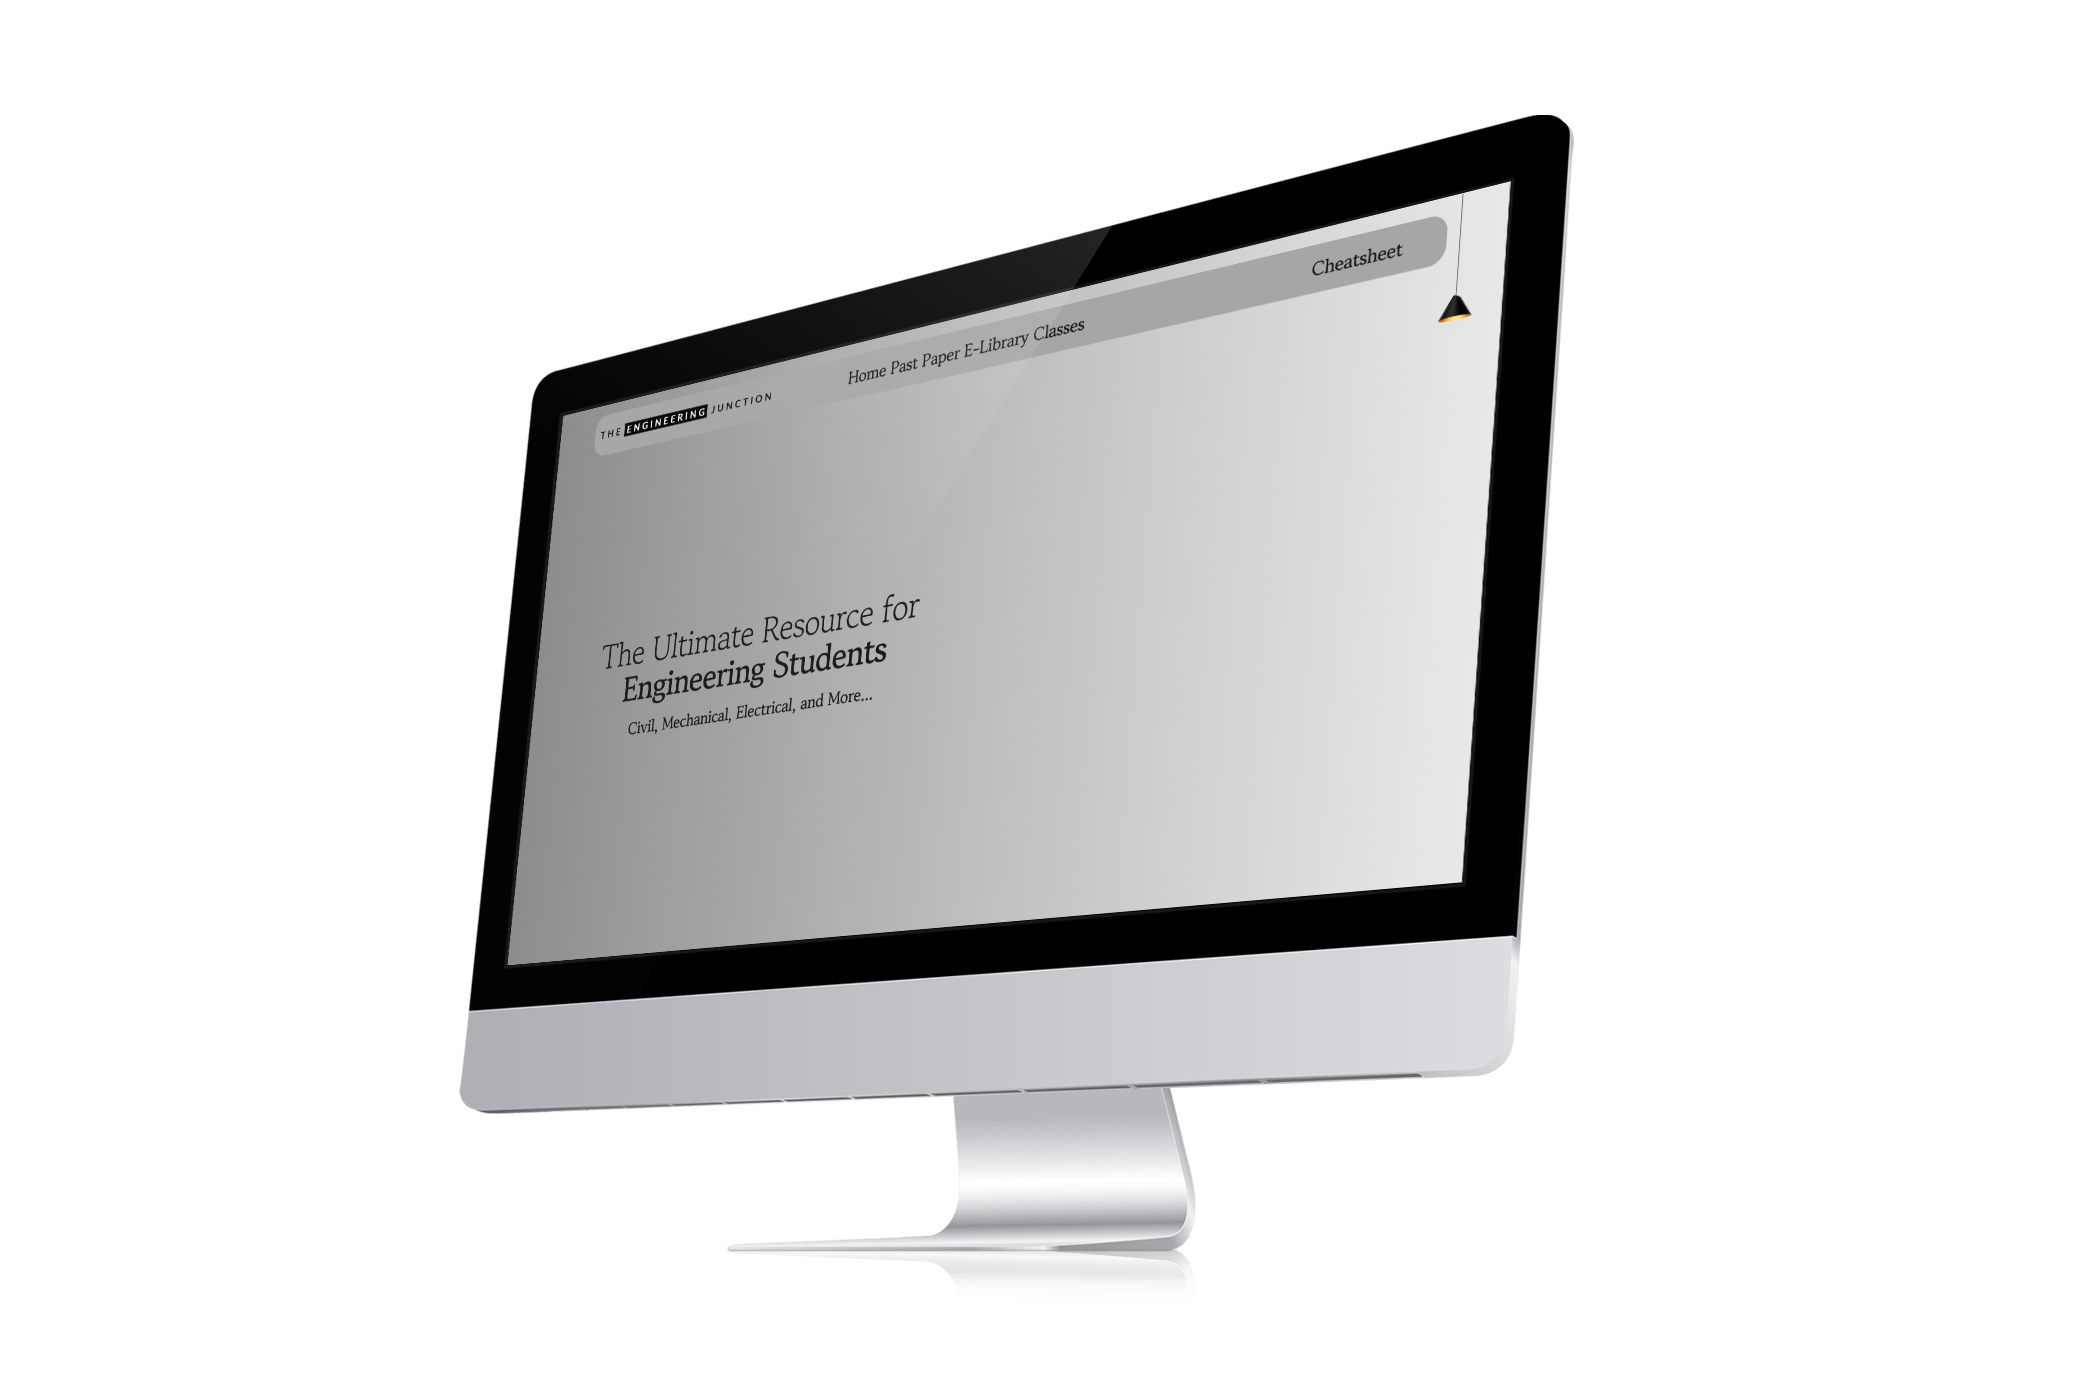 THE ENGINEERING JUNCTION
Home Past Paper E-Library Classes
Cheatsheet
The Ultimate Resource for
Engineering Students
Civil, Mechanical, Electrical, and More...